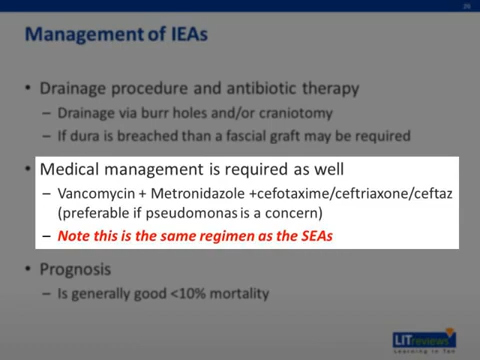 35
Management of IEAs
• Drainage procedure and antibiotic therapy
– Drainage via burr holes and/or craniotomy
– If dura is breached than a fascial graft may be required
• Medical management is required as well
– Vancomycin + Metronidazole +cefotaxime/ceftriaxone/ceftaz
(preferable if pseudomonas is a concern)
– Note this is the same regimen as the SEAs
• Prognosis
– Is generally good <10% mortality
LITreviews
Learning in Ten